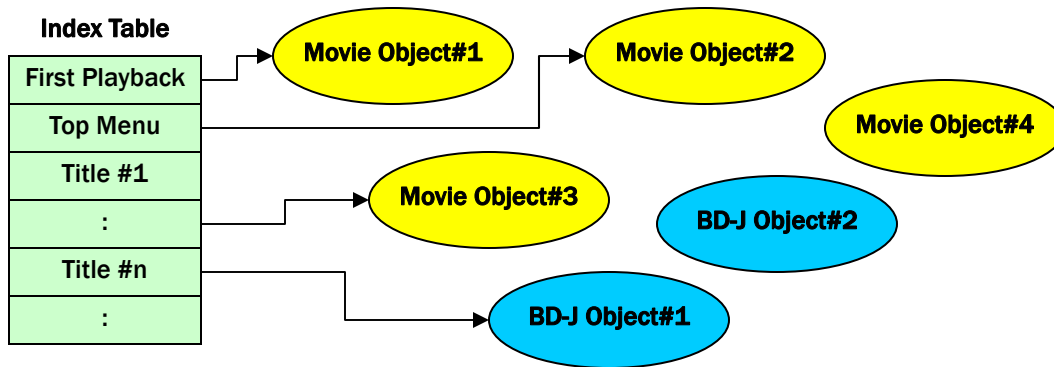 Index Table
First Playback
Top Menu
Title #1
:
Title #n
:
Movie Object#1
Movie Object#2
Movie Object#4
Movie Object#3
BD-J Object#2
BD-J Object#1